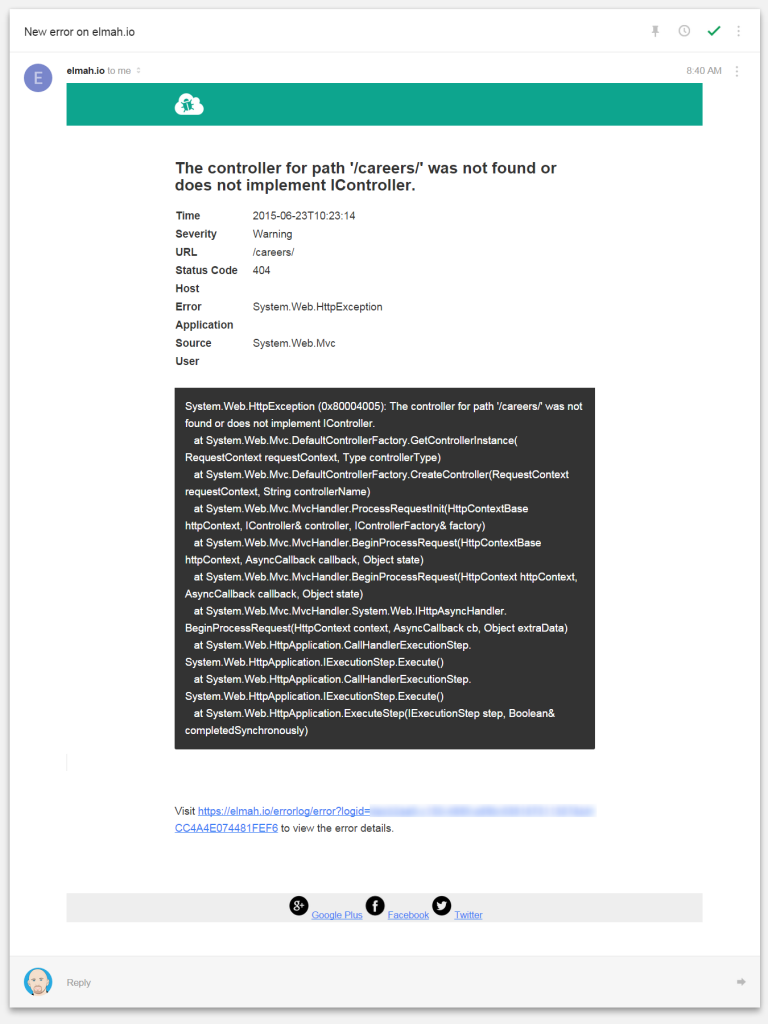 New error on elmah.io
E
elmah.io to me
8:40 AM
The controller for path '/careers/' was not found or
does not implement IController.
Time 2015-06-23T10:23:14
Severity Warning
URL /careers/
Status Code 404
Host
Error System.Web.HttpException
Application
Source System.Web.Mvc
User
System.Web.HttpException (0x80004005): The controller for path '/careers/' was not
found or does not implement IController.
at System.Web.Mvc.DefaultControllerFactory.GetControllerInstance(
RequestContext requestContext, Type controllerType)
at System.Web.Mvc.DefaultControllerFactory.CreateController(RequestContext
requestContext, String controllerName)
at System.Web.Mvc.MvcHandler.ProcessRequestInit(HttpContextBase
httpContext, IController& controller, IControllerFactory& factory)
at System.Web.Mvc.MvcHandler.BeginProcessRequest(HttpContextBase
httpContext, AsyncCallback callback, Object state)
at System.Web.Mvc.MvcHandler.BeginProcessRequest(HttpContext httpContext,
AsyncCallback callback, Object state)
at System.Web.Mvc.MvcHandler.System.Web.IHttpAsyncHandler.
BeginProcessRequest(HttpContext context, AsyncCallback cb, Object extraData)
at System.Web.HttpApplication.CallHandlerExecutionStep.
System.Web.HttpApplication.IExecutionStep.Execute()
at System.Web.HttpApplication.CallHandlerExecutionStep.
System.Web.HttpApplication.IExecutionStep.Execute()
at System.Web.HttpApplication.ExecuteStep(IExecutionStep step, Boolean&
completedSynchronously)
Visit https://elmah.io/errorlog/error?logid=
CC4A4E074481FEF6 to view the error details.
g+ Google Plus f Facebook Twitter
Reply